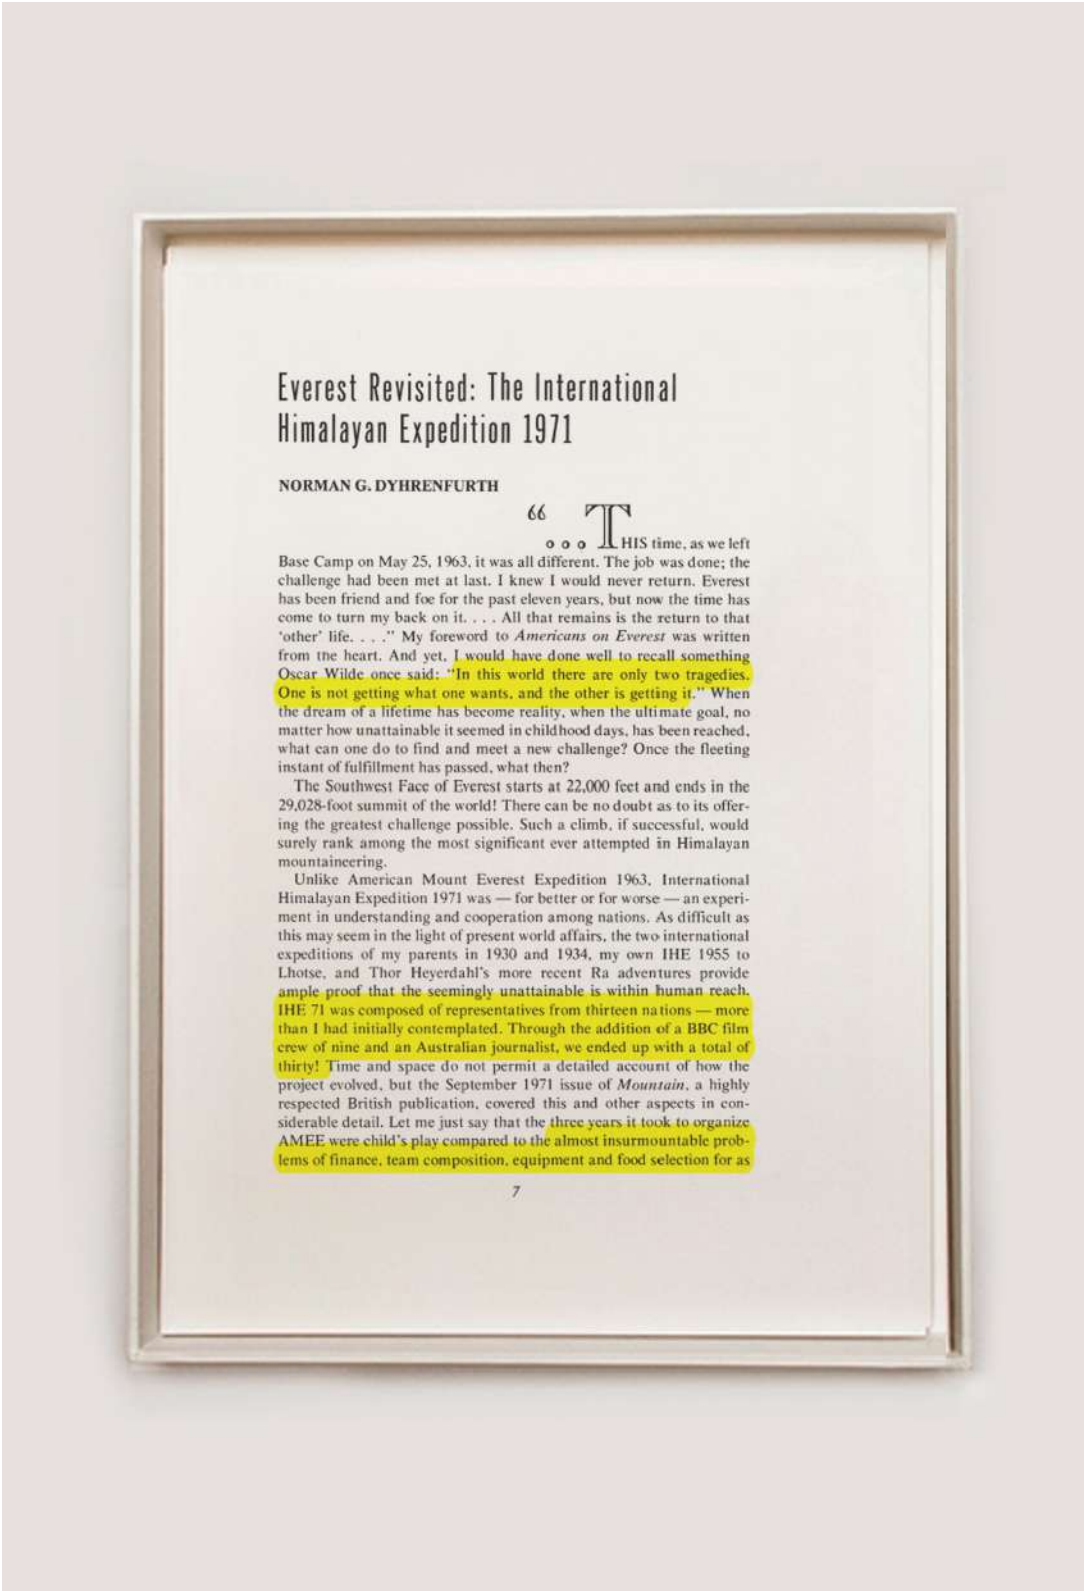 Everest Revisited: The International
Himalayan Expedition 1971
NORMAN G. DYHRENFURTH
“ . . . THIS time, as we left
Base Camp on May 25, 1963, it was all different. The job was done; the
challenge had been met at last. I knew I would never return. Everest
has been friend and foe for the past eleven years, but now the time has
come to turn my back on it. . . . All that remains is the return to that
‘other’ life. . . .” My foreword to Americans on Everest was written
from the heart. And yet, I would have done well to recall something
Oscar Wilde once said: “In this world there are only two tragedies.
One is not getting what one wants, and the other is getting it.” When
the dream of a lifetime has become reality, when the ultimate goal, no
matter how unattainable it seemed in childhood days, has been reached,
what can one do to find and meet a new challenge? Once the fleeting
instant of fulfillment has passed, what then?
The Southwest Face of Everest starts at 22,000 feet and ends in the
29,028-foot summit of the world! There can be no doubt as to its offer-
ing the greatest challenge possible. Such a climb, if successful, would
surely rank among the most significant ever attempted in Himalayan
mountaineering.
Unlike American Mount Everest Expedition 1963, International
Himalayan Expedition 1971 was — for better or for worse — an experi-
ment in understanding and cooperation among nations. As difficult as
this may seem in the light of present world affairs, the two international
expeditions of my parents in 1930 and 1934, my own IHE 1955 to
Lhotse, and Thor Heyerdahl’s more recent Ra adventures provide
ample proof that the seemingly unattainable is within human reach.
IHE 71 was composed of representatives from thirteen nations — more
than I had initially contemplated. Through the addition of a BBC film
crew of nine and an Australian journalist, we ended up with a total of
thirty! Time and space do not permit a detailed account of how the
project evolved, but the September 1971 issue of Mountain, a highly
respected British publication, covered this and other aspects in con-
siderable detail. Let me just say that the three years it took to organize
AMEE were child’s play compared to the almost insurmountable prob-
lems of finance, team composition, equipment and food selection for as
7